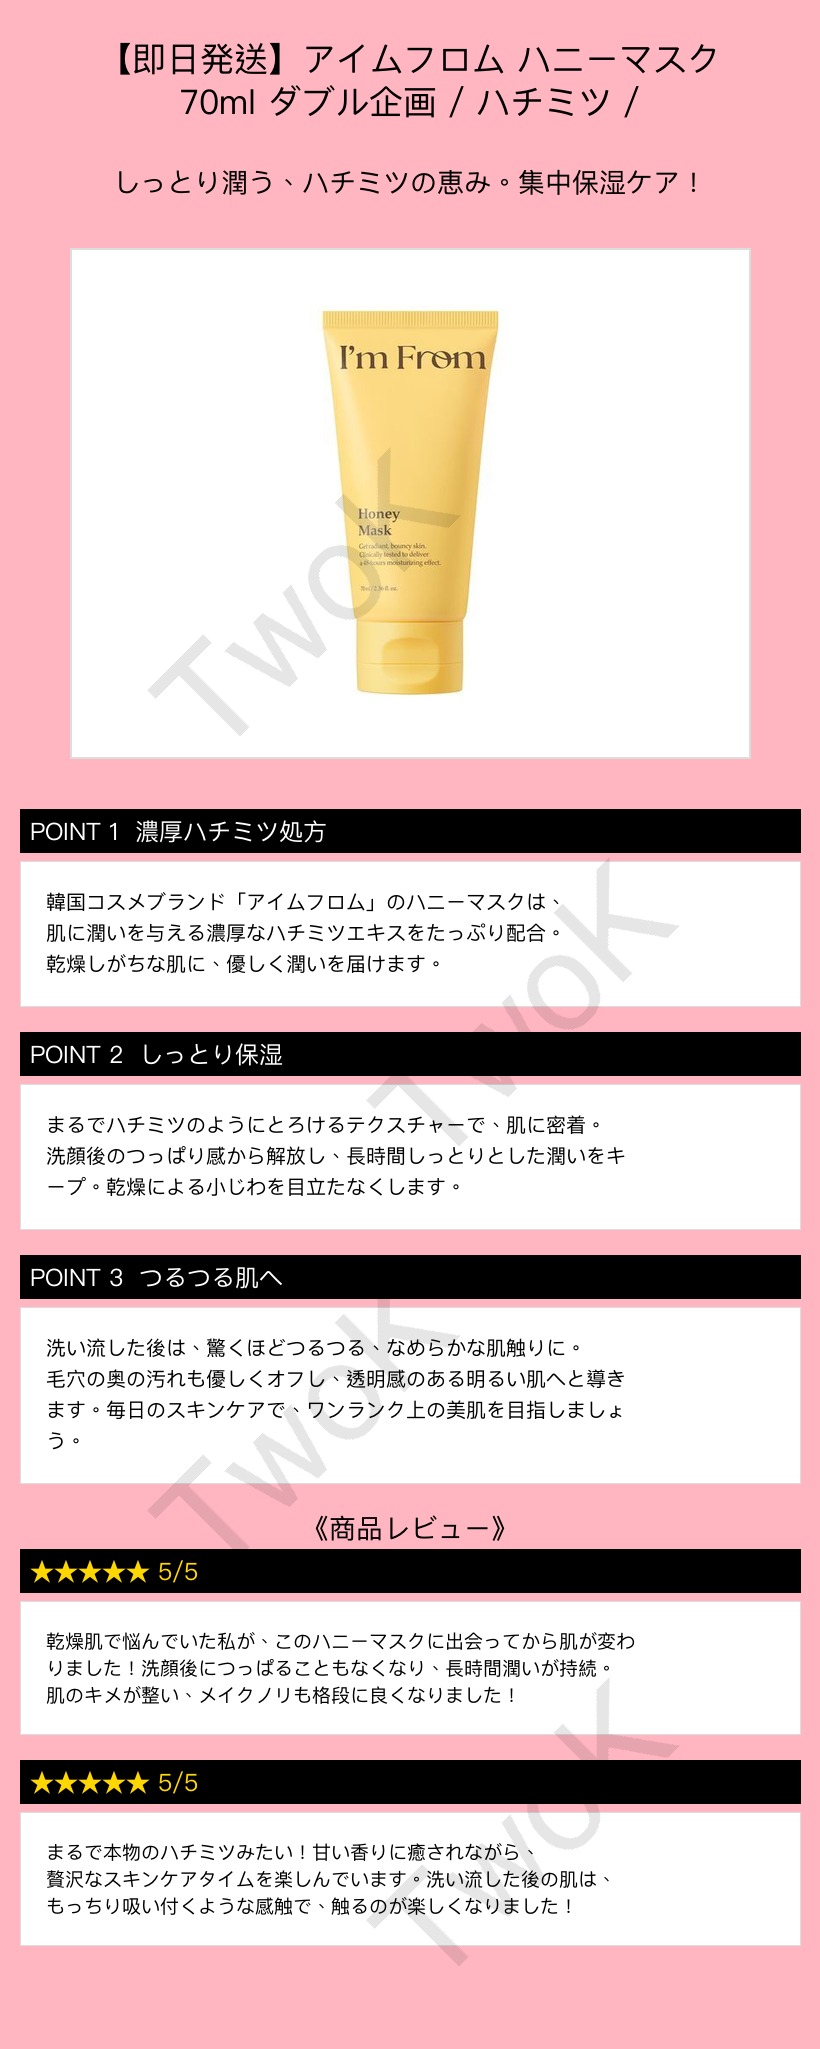 【即日発送】アイムフロム ハニーマスク
70ml ダブル企画 / ハチミツ /
しっとり潤う、ハチミツの恵み。集中保湿ケア！
I'm From
Honey
Mask
Get radiant, bouncy skin.
Clinically tested to deliver
a 48-hours moisturizing effect.
70ml / 2.36 fl. oz.
TwoK
POINT 1 濃厚ハチミツ処方
韓国コスメブランド「アイムフロム」のハニーマスクは、
肌に潤いを与える濃厚なハチミツエキスをたっぷり配合。
乾燥しがちな肌に、優しく潤いを届けます。
TwoK
POINT 2 しっとり保湿
まるでハチミツのようにとろけるテクスチャーで、肌に密着。
洗顔後のつっぱり感から解放し、長時間しっとりとした潤いをキ
ープ。乾燥による小じわを目立たなくします。
POINT 3 つるつる肌へ
洗い流した後は、驚くほどつるつる、なめらかな肌触りに。
毛穴の奥の汚れも優しくオフし、透明感のある明るい肌へと導き
ます。毎日のスキンケアで、ワンランク上の美肌を目指しましょ
う。
TwoK
《商品レビュー》
★★★★★ 5/5
乾燥肌で悩んでいた私が、このハニーマスクに出会ってから肌が変わ
りました！洗顔後につっぱることもなくなり、長時間潤いが持続。
肌のキメが整い、メイクノリも格段に良くなりました！
★★★★★ 5/5
まるで本物のハチミツみたい！甘い香りに癒されながら、
贅沢なスキンケアタイムを楽しんでいます。洗い流した後の肌は、
もっちり吸い付くような感触で、触るのが楽しくなりました！
TwoK